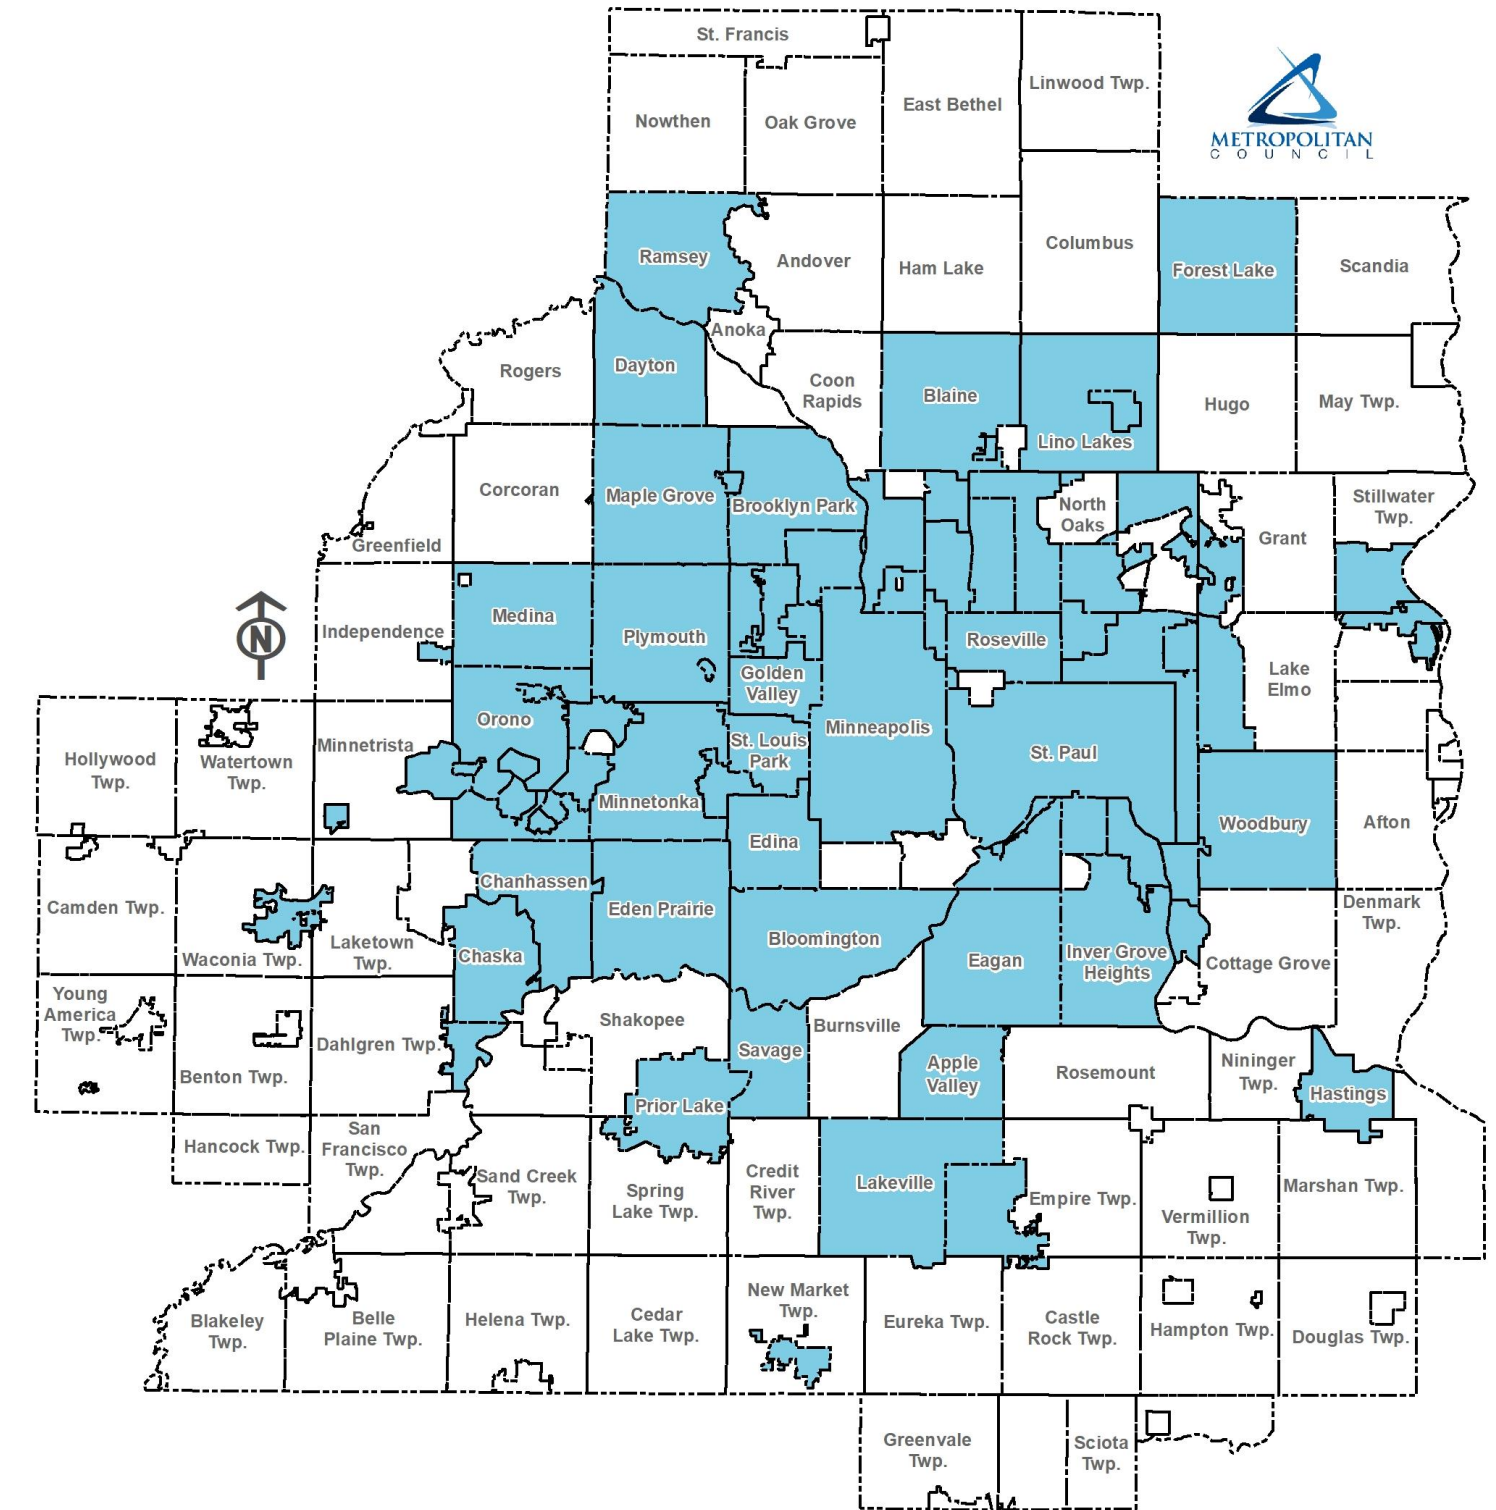 St. Francis
Linwood Twp.
East Bethel
Nowthen
Oak Grove
METROPOLITAN
COUNCIL
Ramsey
Andover
Ham Lake
Columbus
Forest Lake
Scandia
Anoka
Rogers
Dayton
Coon
Rapids
Blaine
Lino Lakes
Hugo
May Twp.
Corcoran
Maple Grove
Brooklyn Park
North
Oaks
Grant
Stillwater
Twp.
Greenfield
Independence
Medina
Plymouth
Golden
Valley
Roseville
Lake
Elmo
N
Hollywood
Twp.
Watertown
Twp.
Minnetrista
Orono
Minnetonka
St. Louis
Park
Minneapolis
St. Paul
Edina
Woodbury
Afton
Camden Twp.
Waconia Twp.
Laketown
Twp.
Chanhassen
Chaska
Eden Prairie
Bloomington
Eagan
Inver Grove
Heights
Cottage Grove
Denmark
Twp.
Young
America
Twp.
Benton Twp.
Dahlgren Twp.
Shakopee
Savage
Burnsville
Apple
Valley
Rosemount
Nininger
Twp.
Hastings
Prior Lake
Hancock Twp.
San
Francisco
Twp.
Sand Creek
Twp.
Spring
Lake Twp.
Credit
River
Twp.
Lakeville
Empire Twp.
Vermillion
Twp.
Marshan Twp.
Blakeley
Twp.
Belle
Plaine Twp.
Helena Twp.
Cedar
Lake Twp.
New Market
Twp.
Eureka Twp.
Castle
Rock Twp.
Hampton Twp.
Douglas Twp.
Greenvale
Twp.
Sciota
Twp.